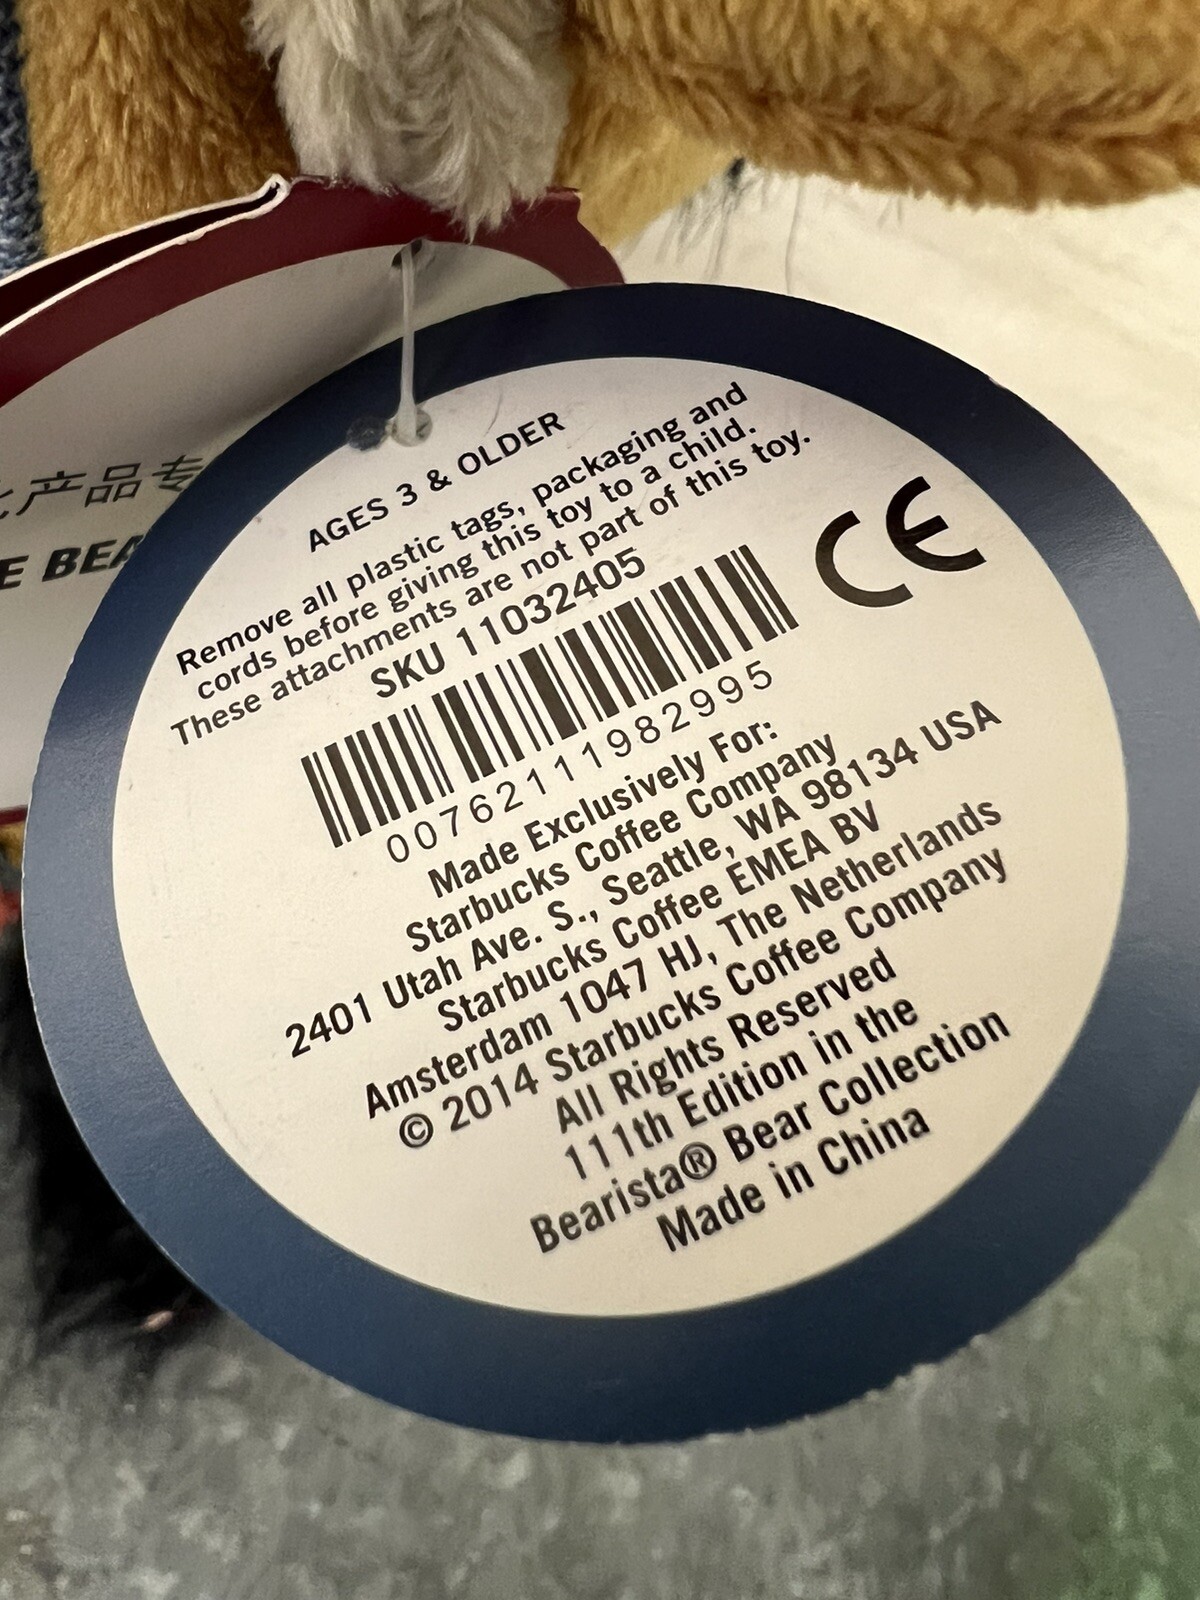 产品专
E BEA
AGES 3 & OLDER
Remove all plastic tags, packaging and
cords before giving this toy to a child.
These attachments are not part of this toy.
SKU 11032405
CE
00762111982995
Made Exclusively For:
Starbucks Coffee Company
2401 Utah Ave. S., Seattle, WA 98134 USA
Starbucks Coffee EMEA BV
Amsterdam 1047 HJ, The Netherlands
© 2014 Starbucks Coffee Company
All Rights Reserved
111th Edition in the
Bearista® Bear Collection
Made in China